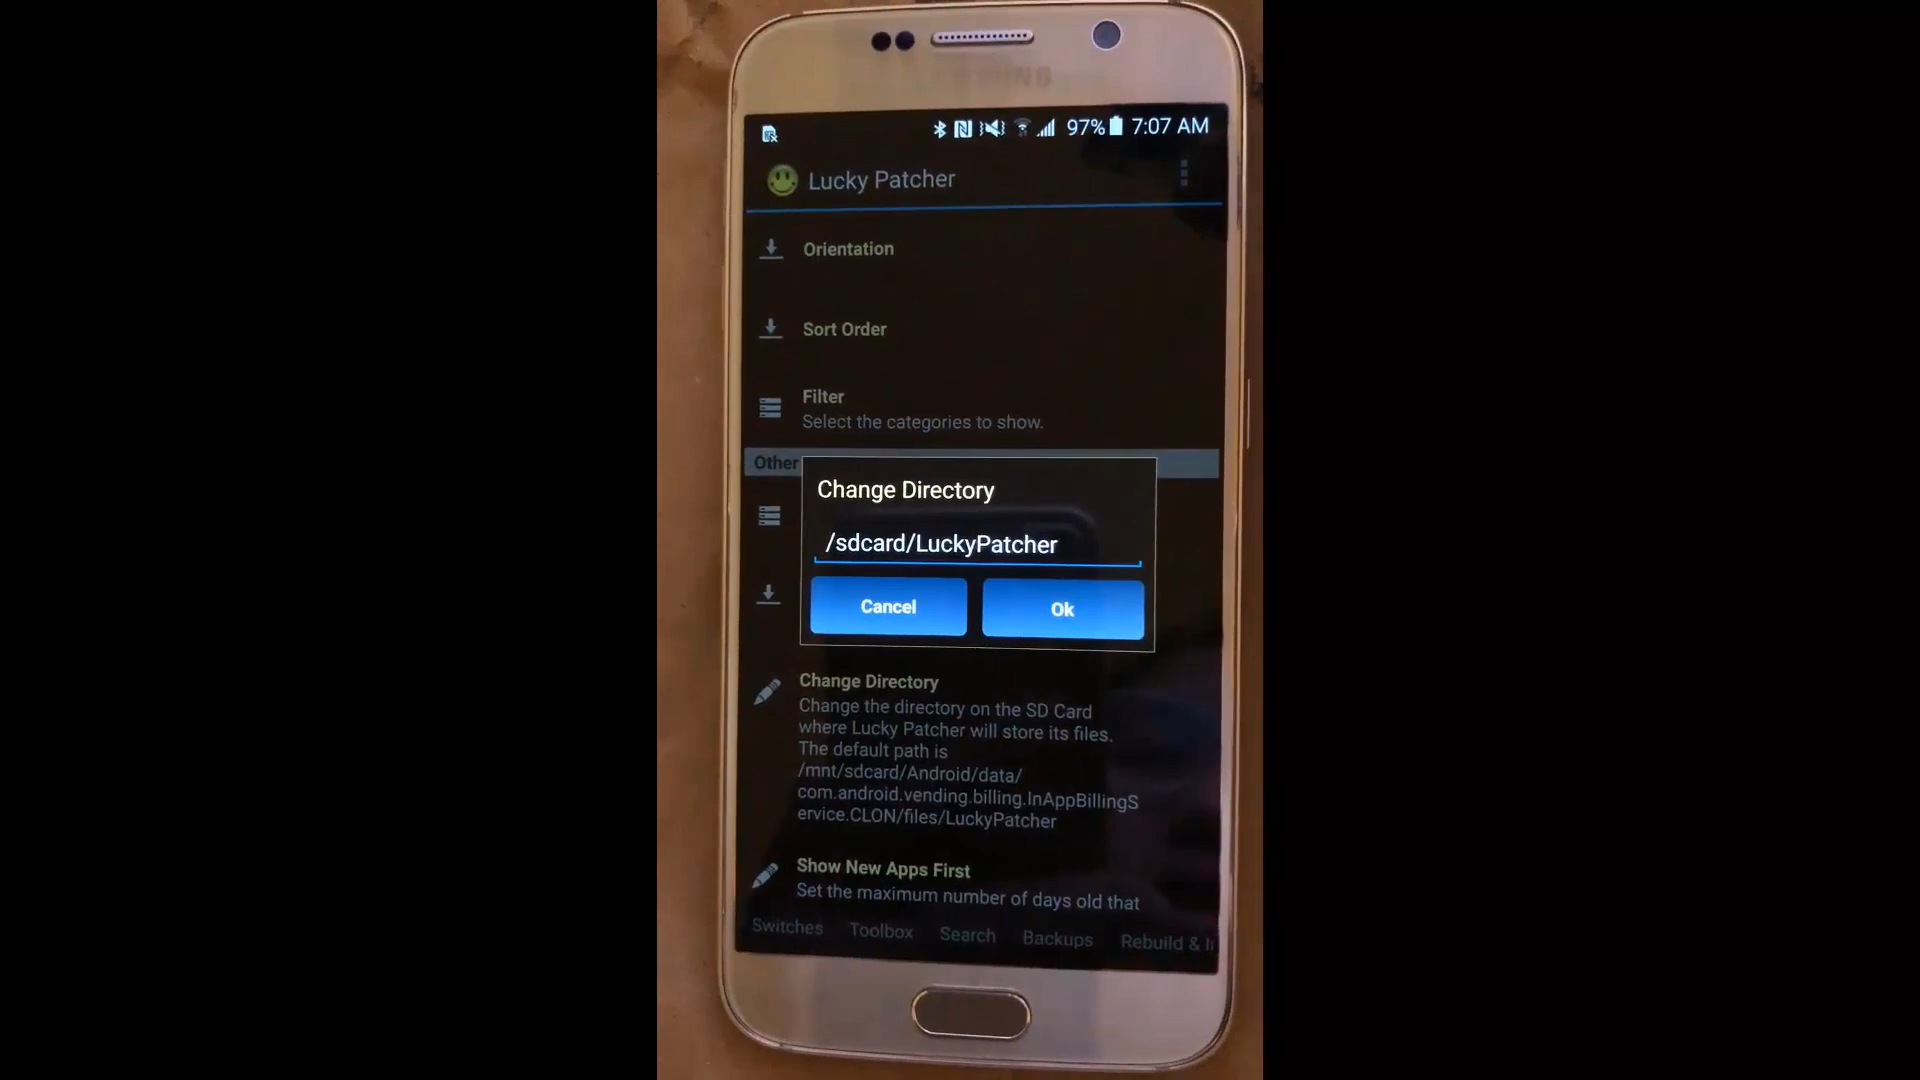 97% 7:07 AM
Lucky Patcher
Orientation
Sort Order
Filter
Select the categories to show.
Other
Change Directory
/sdcard/LuckyPatcher
Cancel Ok
Change Directory
Change the directory on the SD Card
where Lucky Patcher will store its files.
The default path is
/mnt/sdcard/Android/data/
com.android.vending.billing.InAppBillingS
ervice.CLON/files/LuckyPatcher
Show New Apps First
Set the maximum number of days old that
Switches Toolbox Search Backups Rebuild &